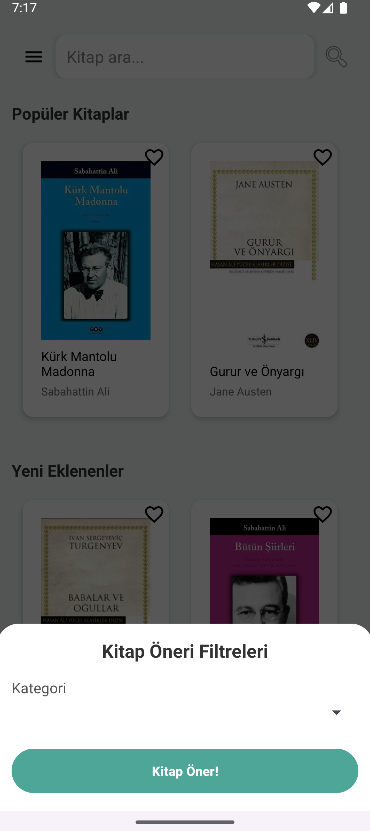 7:17
Kitap ara...
Popüler Kitaplar
Sabahattin Ali
Kürk Mantolu
Madonna
JANE AUSTEN
GURUR
VE ÖNYARGI
Kürk Mantolu
Madonna
Sabahattin Ali
Gurur ve Önyargı
Jane Austen
Yeni Eklenenler
IVAN SERGEYEVİÇ
TURGENYEV
BABALAR VE
OĞULLAR
Sabahattin Ali
Bütün Şiirleri
Kitap Öneri Filtreleri
Kategori
Kitap Öner!